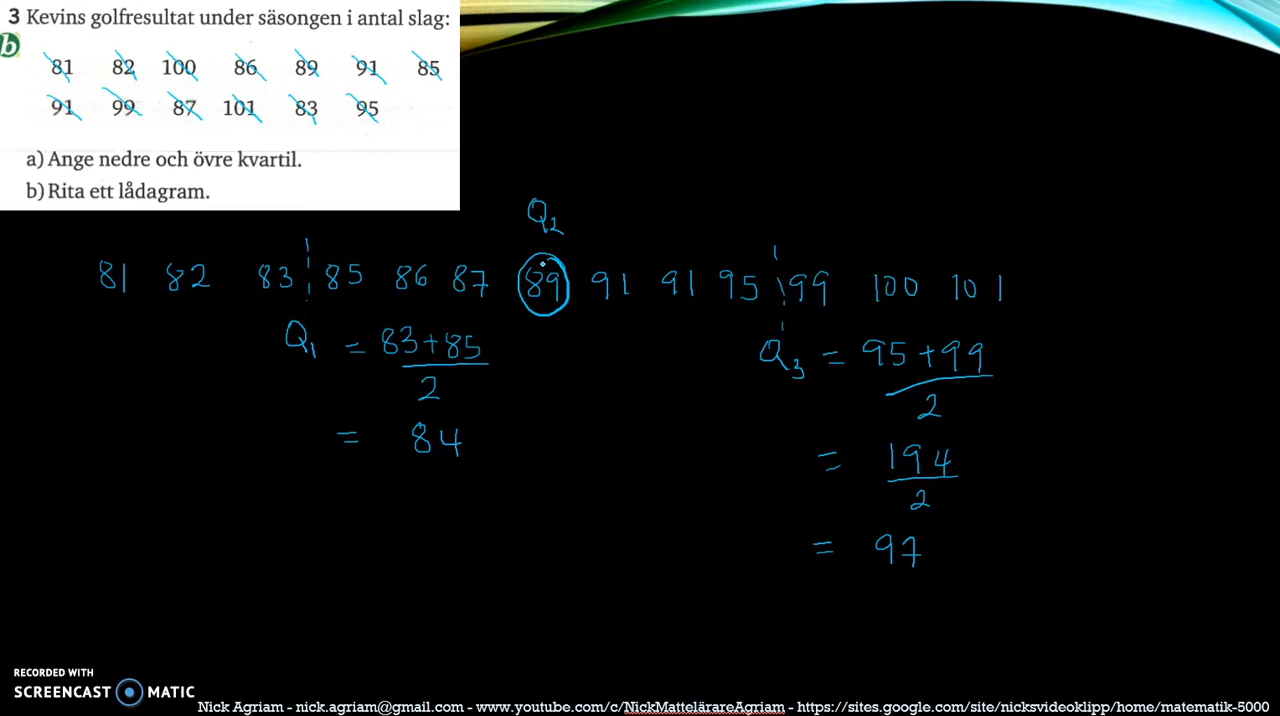 3 Kevins golfresultat under säsongen i antal slag:
b
81 82 100 86 89 91 85
91 99 87 101 83 95
a) Ange nedre och övre kvartil.
b) Rita ett lådagram.
Q2
81 82 83 85 86 87 89 91 91 95 99 100 101
Q1 = 83+85
2
= 84
Q3 = 95+99
2
= 194
2
= 97
RECORDED WITH
SCREENCAST MATIC
Nick Agriam - nick.agriam@gmail.com - www.youtube.com/c/NickMattelärareAgriam - https://sites.google.com/site/nicksvideoklipp/home/matematik-5000